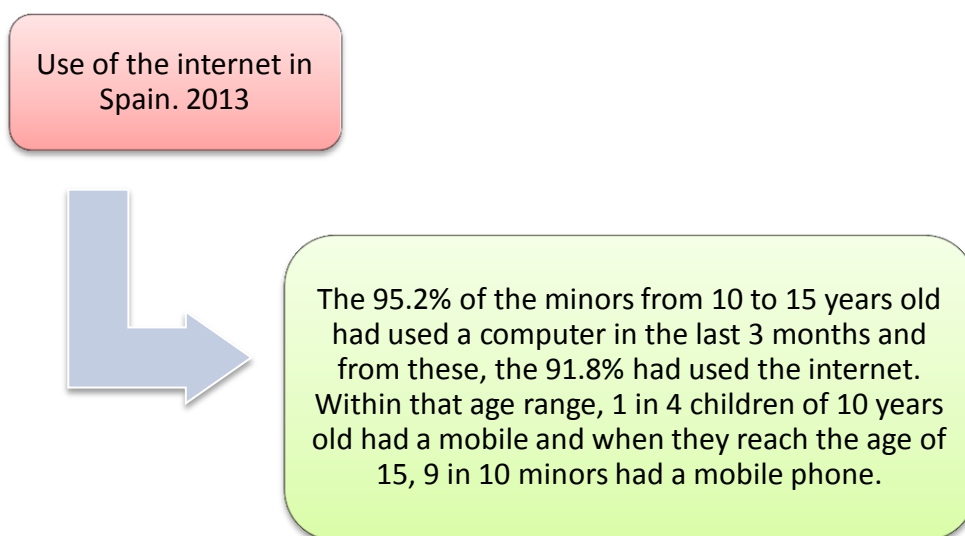 Use of the internet in
Spain. 2013
The 95.2% of the minors from 10 to 15 years old
had used a computer in the last 3 months and
from these, the 91.8% had used the internet.
Within that age range, 1 in 4 children of 10 years
old had a mobile and when they reach the age of
15, 9 in 10 minors had a mobile phone.